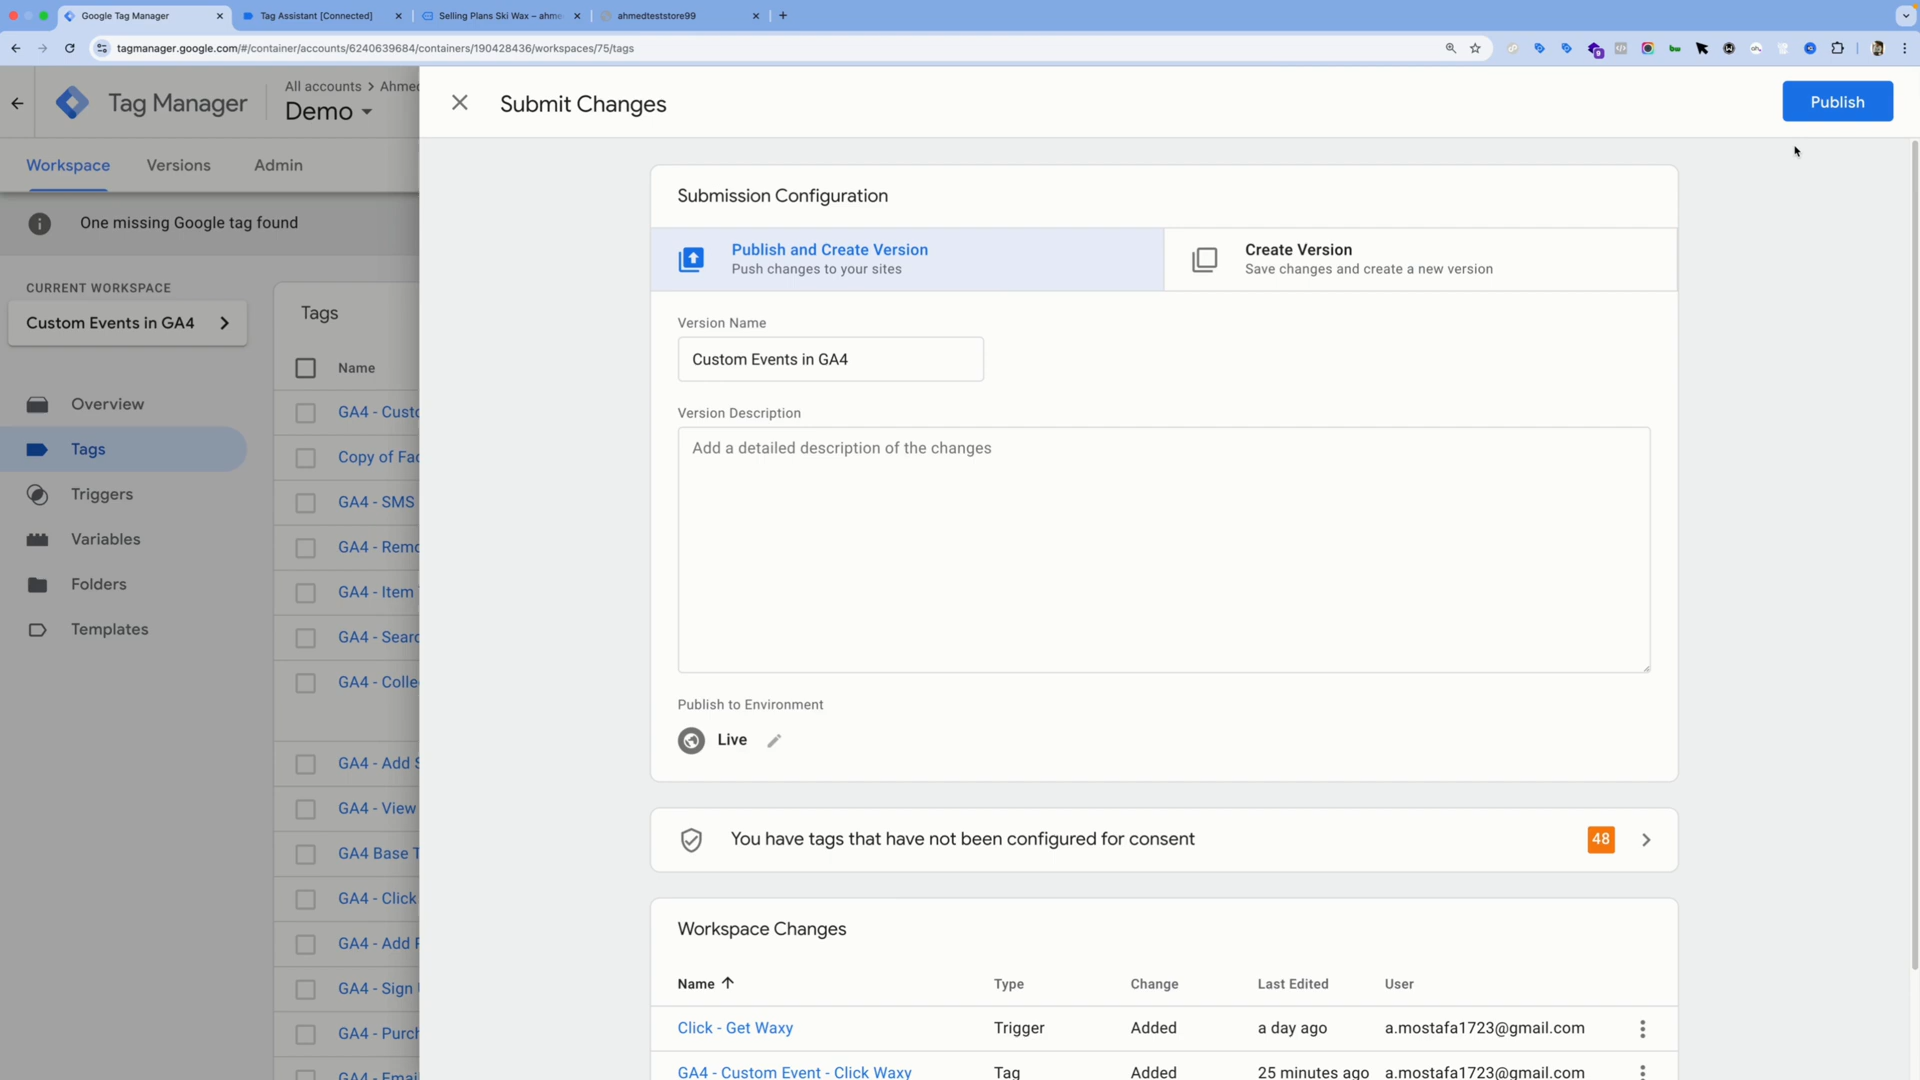 Google Tag Manager
Tag Assistant [Connected]
Selling Plans Ski Wax – ahme
ahmedteststore99
tagmanager.google.com/#/container/accounts/6240639684/containers/190428436/workspaces/75/tags
Tag Manager
All accounts > Ahmed
Demo
Submit Changes
Publish
Workspace
Versions
Admin
One missing Google tag found
CURRENT WORKSPACE
Custom Events in GA4
Overview
Tags
Triggers
Variables
Folders
Templates
Tags
Name
GA4 - Custo
Copy of Fac
GA4 - SMS
GA4 - Remo
GA4 - Item
GA4 - Searc
GA4 - Colle
GA4 - Add S
GA4 - View
GA4 Base T
GA4 - Click
GA4 - Add P
GA4 - Sign
GA4 - Purch
GA4 - Email
Submission Configuration
Publish and Create Version
Push changes to your sites
Create Version
Save changes and create a new version
Version Name
Custom Events in GA4
Version Description
Add a detailed description of the changes
Publish to Environment
Live
You have tags that have not been configured for consent
48
Workspace Changes
Name Type Change Last Edited User
Click - Get Waxy Trigger Added a day ago a.mostafa1723@gmail.com
GA4 - Custom Event - Click Waxy Tag Added 25 minutes ago a.mostafa1723@gmail.com